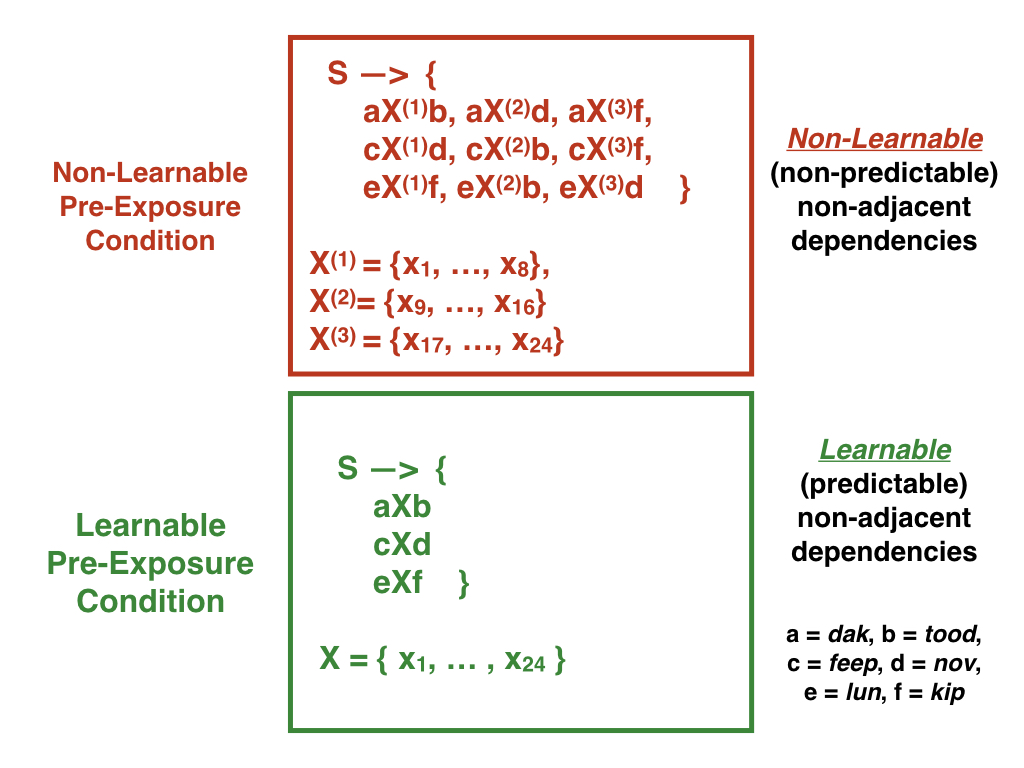 Non-Learnable
Pre-Exposure
Condition
S —> {
aX(1)b, aX(2)d, aX(3)f,
cX(1)d, cX(2)b, cX(3)f,
eX(1)f, eX(2)b, eX(3)d }
X(1) = {x1, …, x8},
X(2)= {x9, …, x16}
X(3) = {x17, …, x24}
Non-Learnable
(non-predictable)
non-adjacent
dependencies
Learnable
Pre-Exposure
Condition
S —> {
aXb
cXd
eXf }
X = { x1, … , x24 }
Learnable
(predictable)
non-adjacent
dependencies
a = dak, b = tood,
c = feep, d = nov,
e = lun, f = kip